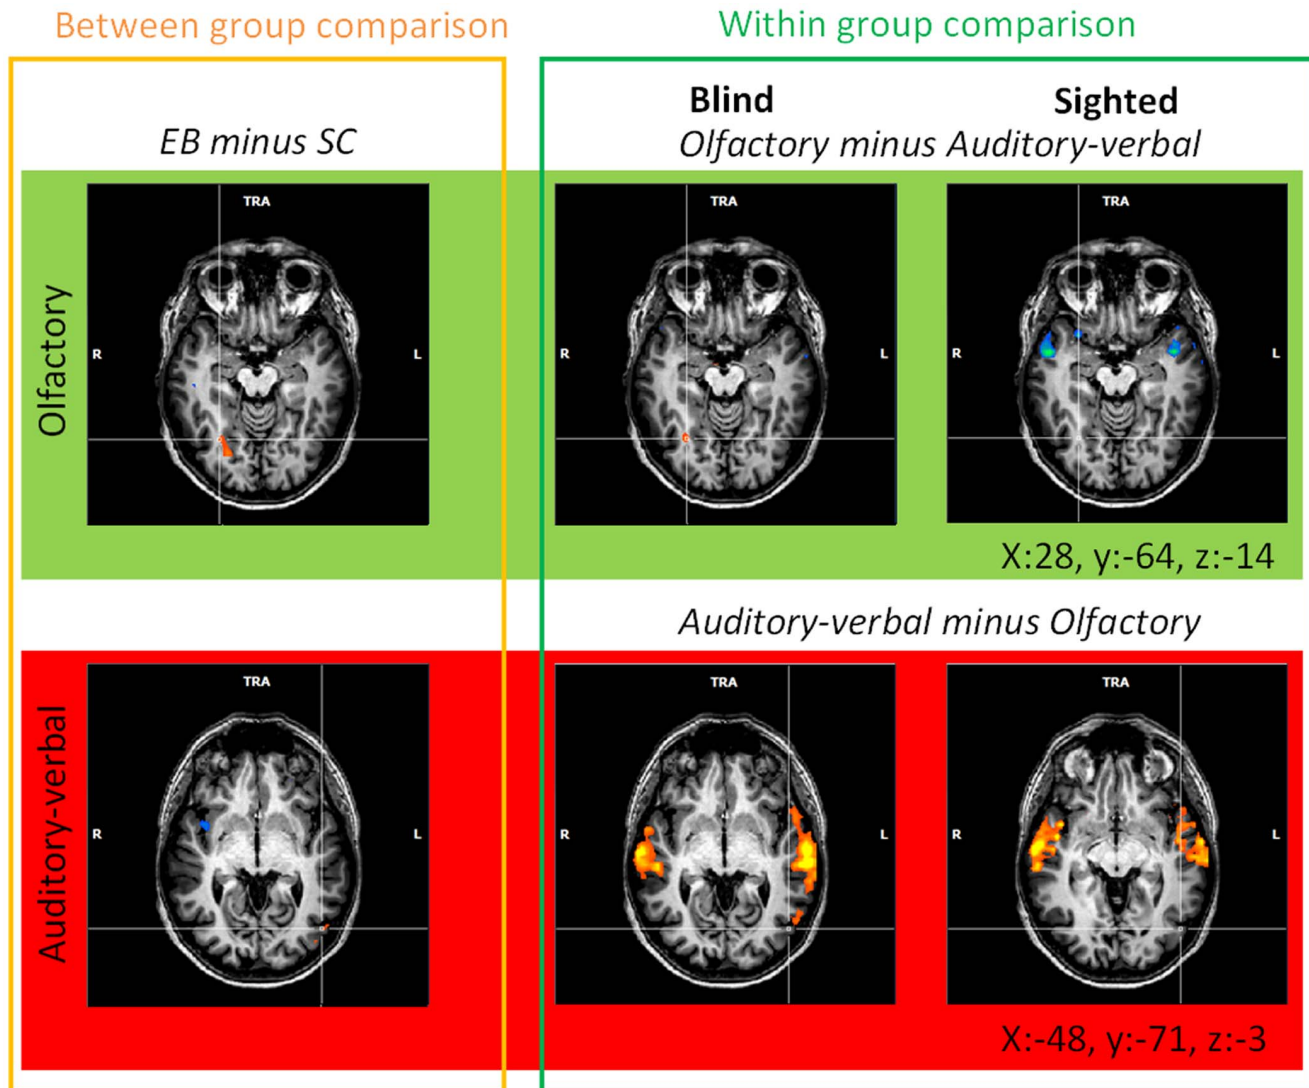 Between group comparison
Within group comparison
Blind
Sighted
EB minus SC
Olfactory minus Auditory-verbal
Olfactory
TRA
R
L
TRA
R
L
TRA
R
L
X:28, y:-64, z:-14
Auditory-verbal minus Olfactory
Auditory-verbal
TRA
R
L
TRA
R
L
TRA
R
L
X:-48, y:-71, z:-3